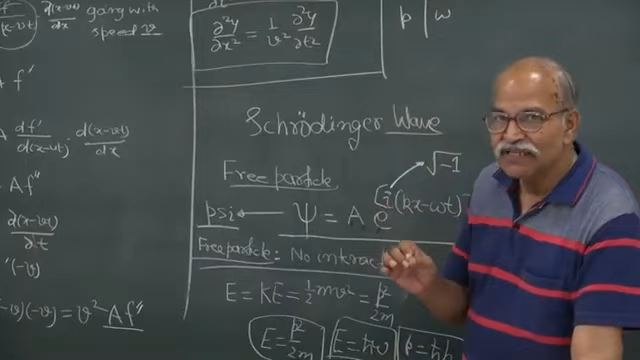 d(x-vt)/dx going with
speed v
(x-vt)
f"
df'/d(x-vt) · d(x-vt)/dx
Af"
d(x-vt)/dt
'(-v)
-v)(-v) = v² Af"
dt
∂²y/∂x² = 1/v² ∂²y/∂t²
p | w
Schrödinger Wave
Free particle
√-1
psi ← ψ = A e^i(kx-ωt)
Free particle: No interac
E = KE = ½mv² = p²/2m
E = p²/2m
E = ħω
p = ħk